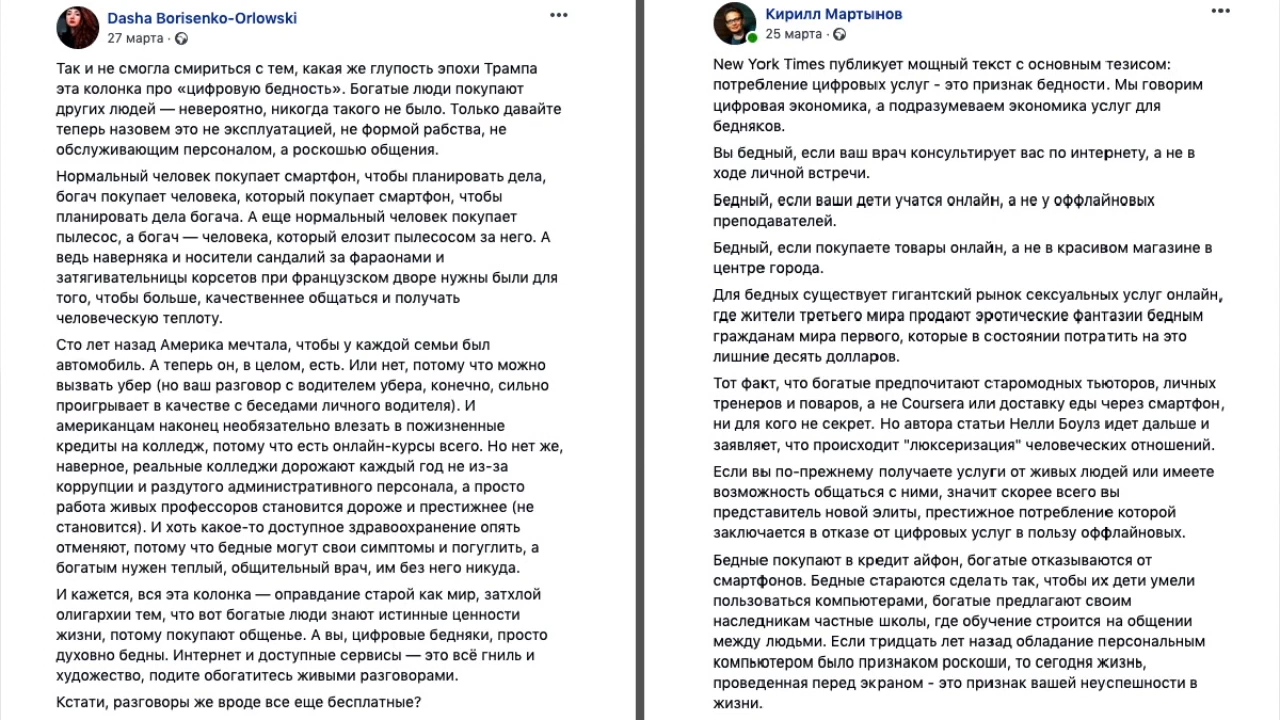 Dasha Borisenko-Orlowski
27 марта ·
Так и не смогла смириться с тем, какая же глупость эпохи Трампа
эта колонка про «цифровую бедность». Богатые люди покупают
других людей — невероятно, никогда такого не было. Только давайте
теперь назовем это не эксплуатацией, не формой рабства, не
обслуживающим персоналом, а роскошью общения.
Нормальный человек покупает смартфон, чтобы планировать дела,
богач покупает человека, который покупает смартфон, чтобы
планировать дела богача. А еще нормальный человек покупает
пылесос, а богач — человека, который елозит пылесосом за него. А
ведь наверняка и носители сандалий за фараонами и
затягивательницы корсетов при французском дворе нужны были для
того, чтобы больше, качественнее общаться и получать
человеческую теплоту.
Сто лет назад Америка мечтала, чтобы у каждой семьи был
автомобиль. А теперь он, в целом, есть. Или нет, потому что можно
вызвать убер (но ваш разговор с водителем убера, конечно, сильно
проигрывает в качестве с беседами личного водителя). И
американцам наконец необязательно влезать в пожизненные
кредиты на колледж, потому что есть онлайн-курсы всего. Но нет же,
наверное, реальные колледжи дорожают каждый год не из-за
коррупции и раздутого административного персонала, а просто
работа живых профессоров становится дороже и престижнее (не
становится). И хоть какое-то доступное здравоохранение опять
отменяют, потому что бедные могут свои симптомы и погуглить, а
богатым нужен теплый, общительный врач, им без него никуда.
И кажется, вся эта колонка — оправдание старой как мир, затхлой
олигархии тем, что вот богатые люди знают истинные ценности
жизни, потому покупают общенье. А вы, цифровые бедняки, просто
духовно бедны. Интернет и доступные сервисы — это всё гниль и
художество, подите обогатитесь живыми разговорами.
Кстати, разговоры же вроде все еще бесплатные?
Кирилл Мартынов
25 марта ·
New York Times публикует мощный текст с основным тезисом:
потребление цифровых услуг - это признак бедности. Мы говорим
цифровая экономика, а подразумеваем экономика услуг для
бедняков.
Вы бедный, если ваш врач консультирует вас по интернету, а не в
ходе личной встречи.
Бедный, если ваши дети учатся онлайн, а не у оффлайновых
преподавателей.
Бедный, если покупаете товары онлайн, а не в красивом магазине в
центре города.
Для бедных существует гигантский рынок сексуальных услуг онлайн,
где жители третьего мира продают эротические фантазии бедным
гражданам мира первого, которые в состоянии потратить на это
лишние десять долларов.
Тот факт, что богатые предпочитают старомодных тьюторов, личных
тренеров и поваров, а не Coursera или доставку еды через смартфон,
ни для кого не секрет. Но автора статьи Нелли Боулз идет дальше и
заявляет, что происходит "люксеризация" человеческих отношений.
Если вы по-прежнему получаете услуги от живых людей или имеете
возможность общаться с ними, значит скорее всего вы
представитель новой элиты, престижное потребление которой
заключается в отказе от цифровых услуг в пользу оффлайновых.
Бедные покупают в кредит айфон, богатые отказываются от
смартфонов. Бедные стараются сделать так, чтобы их дети умели
пользоваться компьютерами, богатые предлагают своим
наследникам частные школы, где обучение строится на общении
между людьми. Если тридцать лет назад обладание персональным
компьютером было признаком роскоши, то сегодня жизнь,
проведенная перед экраном - это признак вашей неуспешности в
жизни.